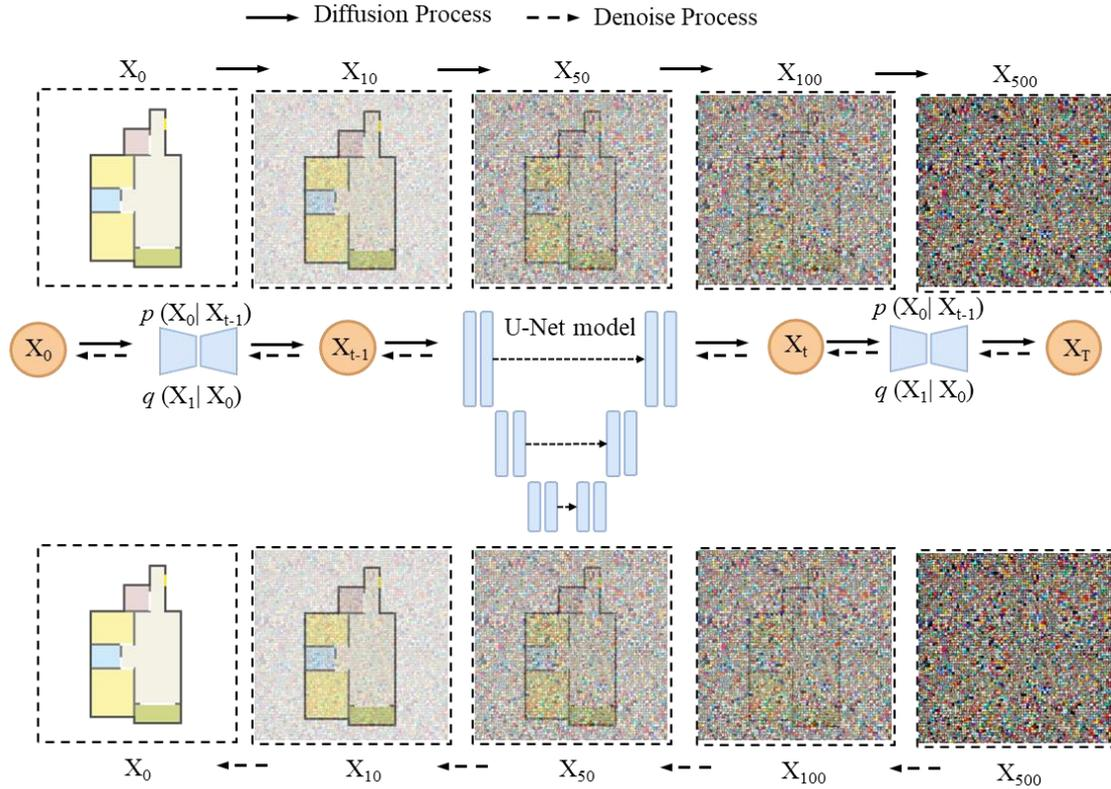 Diffusion Process Denoise Process
X0 X10 X50 X100 X500
p (X0| Xt-1) U-Net model p (X0| Xt-1)
X0 Xt-1 Xt XT
q (X1| X0) q (X1| X0)
X0 X10 X50 X100 X500